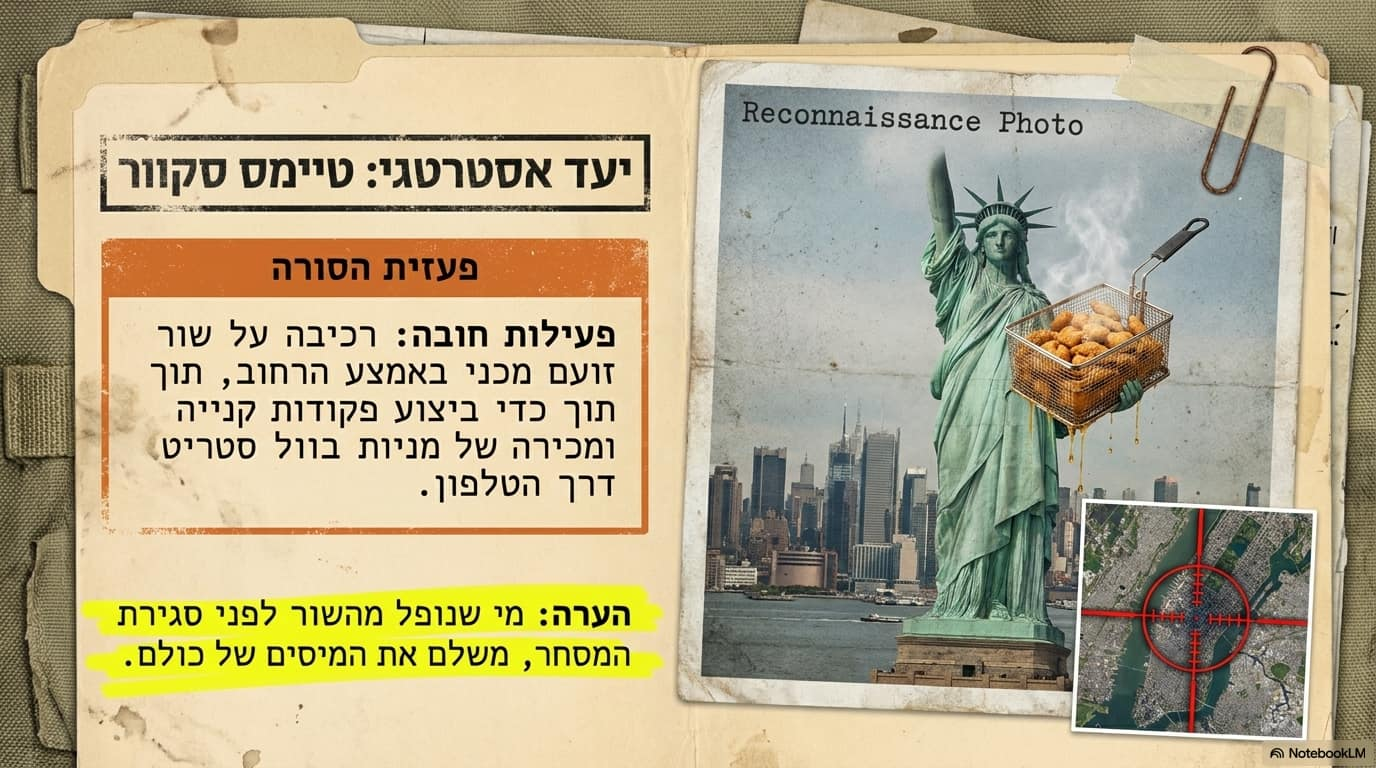 יעד אסטרטגי: טיימס סקוור
פעזית הסורה
פעילות חובה: רכיבה על שור
זועם מכני באמצע הרחוב, תוך
תוך כדי ביצוע פקודות קנייה
ומכירה של מניות בוול סטריט
דרך הטלפון.
הערה: מי שנופל מהשור לפני סגירת
המסחר, משלם את המיסים של כולם.
Reconnaissance Photo
NotebookLM